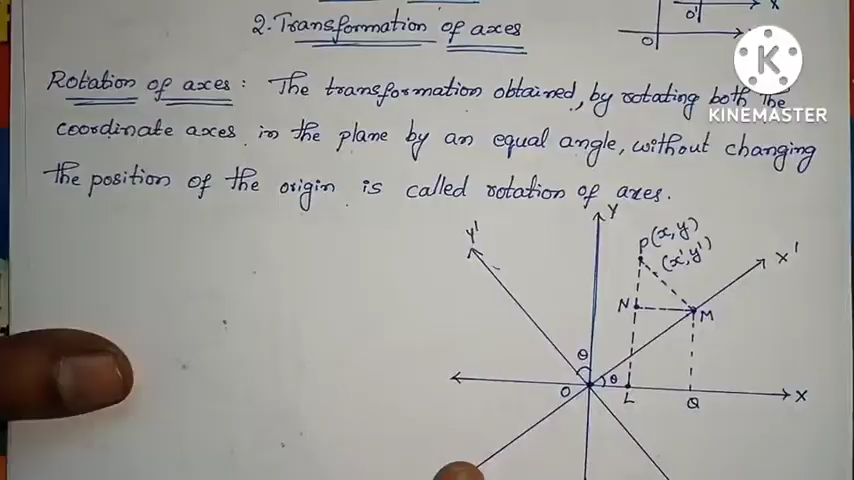 2. Transformation of axes
X
O'
O
Rotation of axes : The transformation obtained, by rotating both the
coordinate axes in the plane by an equal angle, without changing
the position of the origin is called rotation of axes.
KINEMASTER
Y
Y'
P(x, y)
(x', y')
X'
N
M
θ
θ
O
L
Q
X